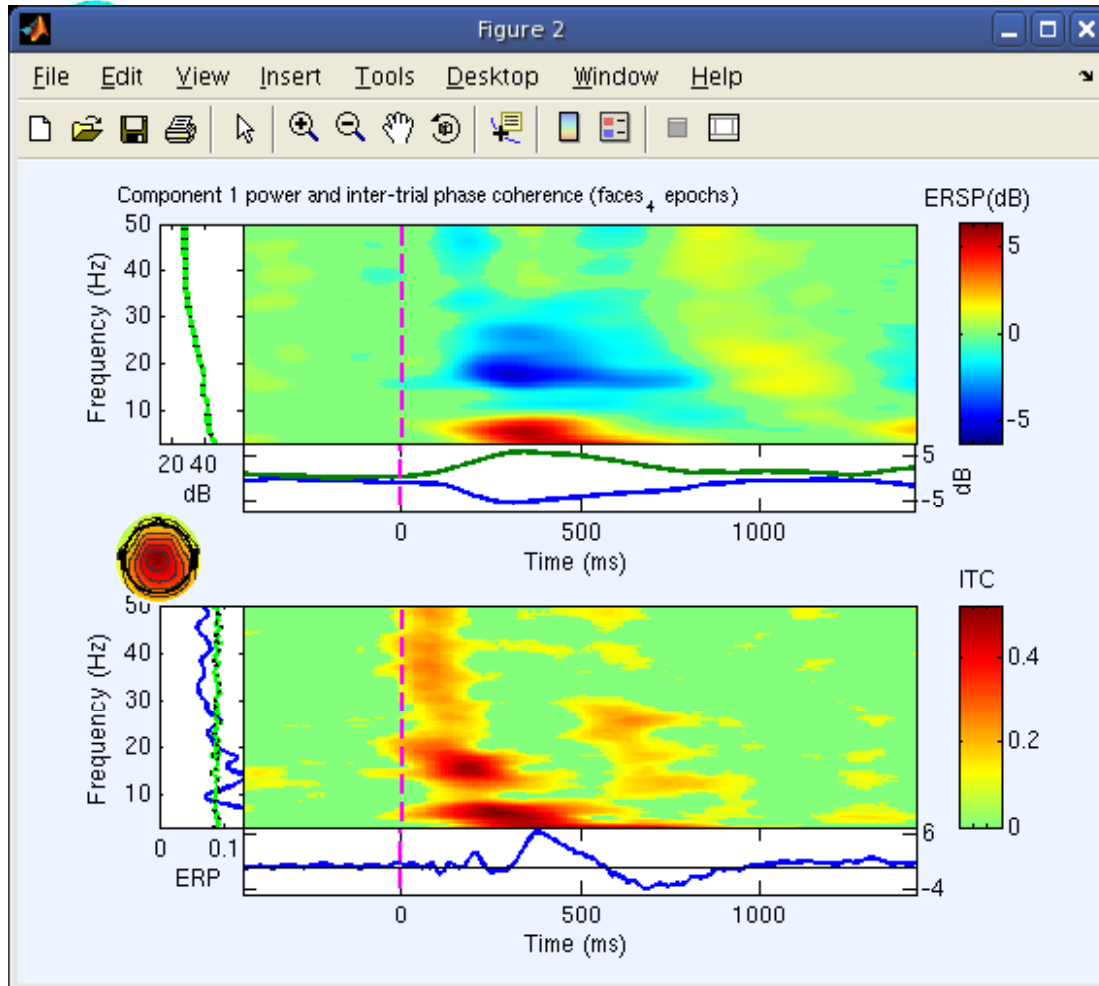 Figure 2
File Edit View Insert Tools Desktop Window Help
Component 1 power and inter-trial phase coherence (faces_4 epochs)
ERSP(dB)
50
40
30
20
10
Frequency (Hz)
20 40
dB
5
0
-5
5
-5
dB
0 500 1000
Time (ms)
ITC
50
40
30
20
10
Frequency (Hz)
0 0.1
ERP
0.4
0.2
0
6
-4
0 500 1000
Time (ms)